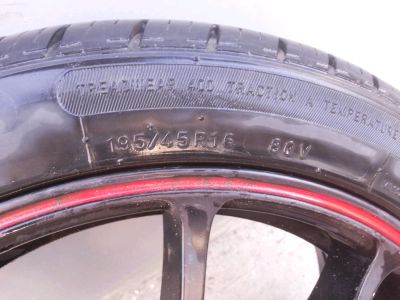 TREADWEAR 400 TRACTION A TEMPERATURE
195/45R16 80V